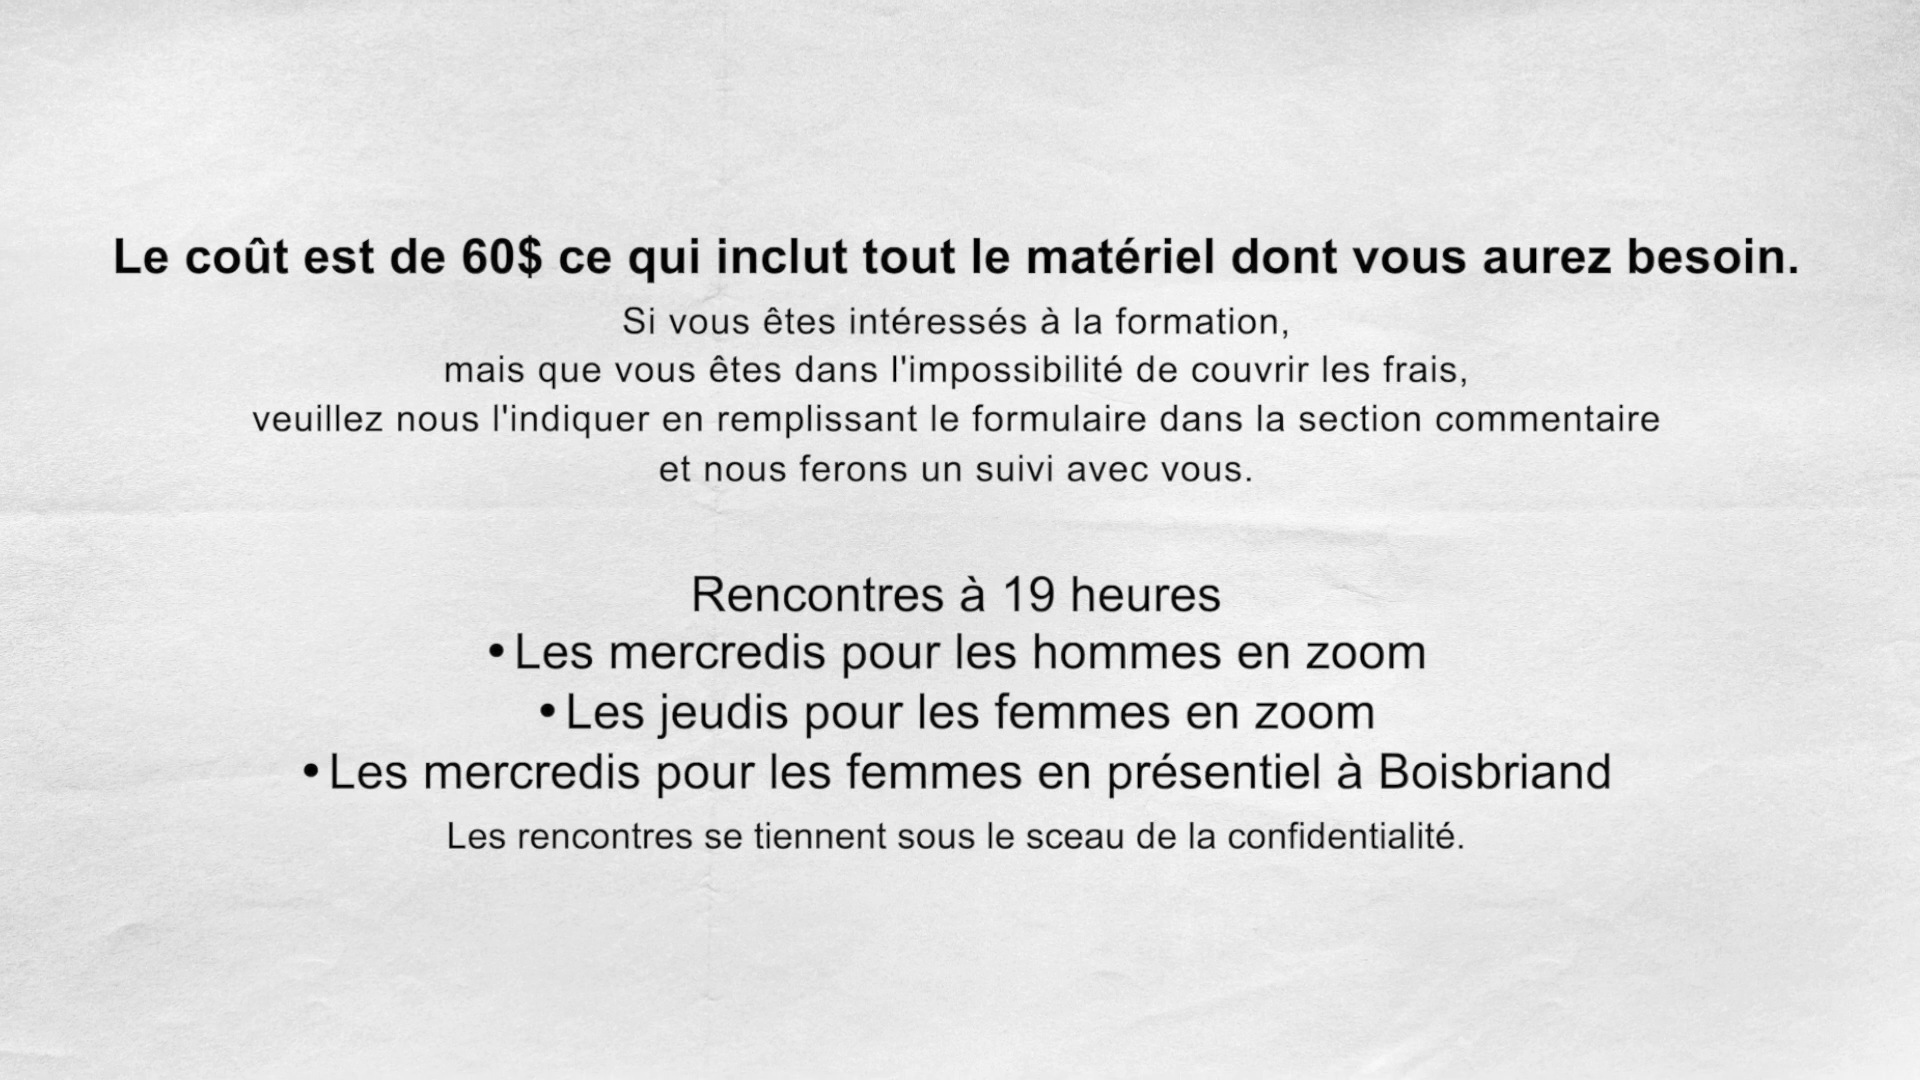 Le coût est de 60$ ce qui inclut tout le matériel dont vous aurez besoin.
Si vous êtes intéressés à la formation,
mais que vous êtes dans l'impossibilité de couvrir les frais,
veuillez nous l'indiquer en remplissant le formulaire dans la section commentaire
et nous ferons un suivi avec vous.
Rencontres à 19 heures
• Les mercredis pour les hommes en zoom
• Les jeudis pour les femmes en zoom
• Les mercredis pour les femmes en présentiel à Boisbriand
Les rencontres se tiennent sous le sceau de la confidentialité.